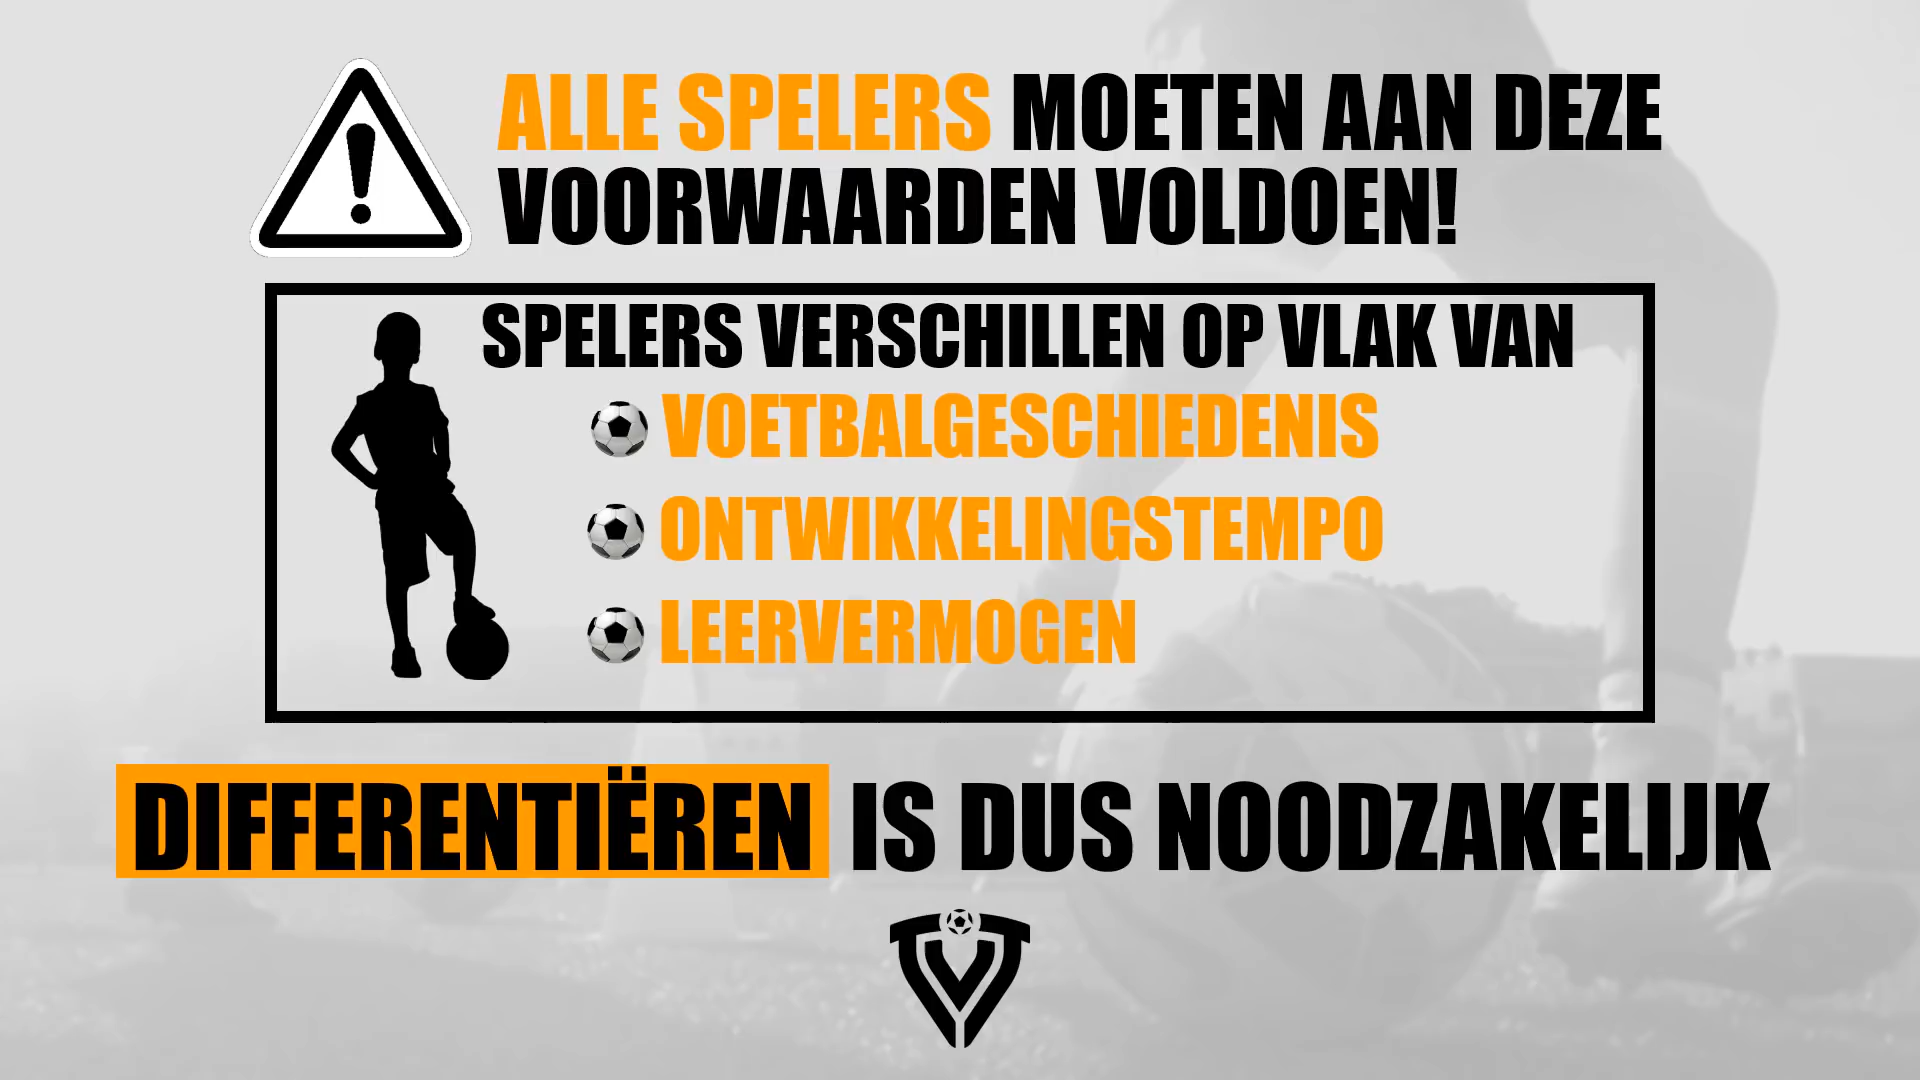 ALLE SPELERS MOETEN AAN DEZE
VOORWAARDEN VOLDOEN!
SPELERS VERSCHILLEN OP VLAK VAN
VOETBALGESCHIEDENIS
ONTWIKKELINGSTEMPO
LEERVERMOGEN
DIFFERENTIËREN IS DUS NOODZAKELIJK